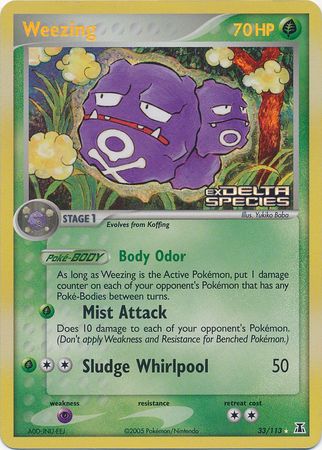 Weezing 70 HP
EX DELTA
SPECIES
Illus. Yukiko Baba
STAGE 1
Evolves from Koffing
Poké-BODY Body Odor
As long as Weezing is the Active Pokémon, put 1 damage
counter on each of your opponent's Pokémon that has any
Poké-Bodies between turns.
Mist Attack
Does 10 damage to each of your opponent's Pokémon.
(Don't apply Weakness and Resistance for Benched Pokémon.)
Sludge Whirlpool 50
weakness resistance retreat cost
©2005 Pokémon/Nintendo 33/113